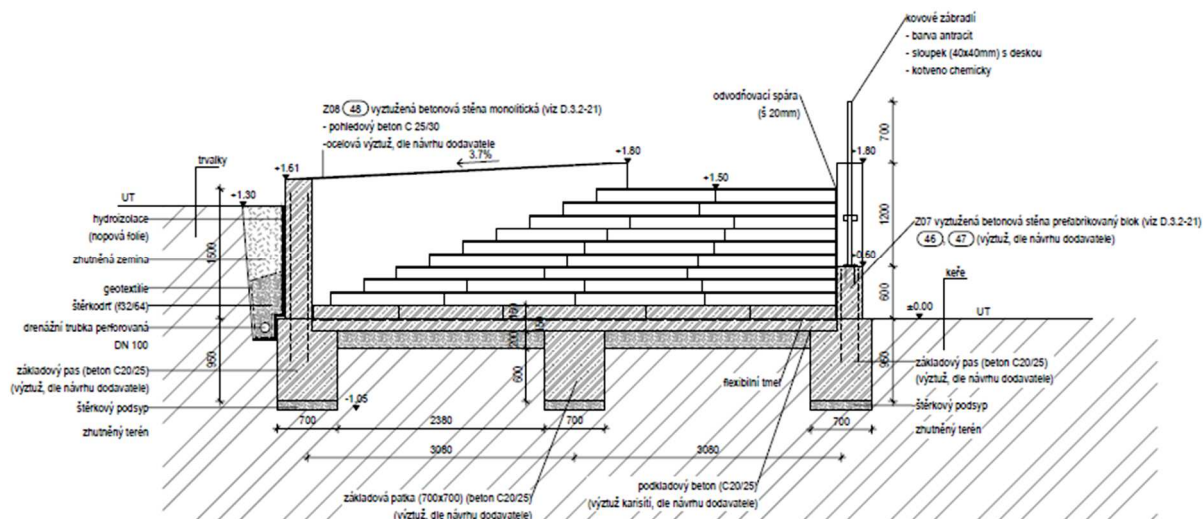 kovové zábradlí
- barva antracit
- sloupek (40x40mm) s deskou
- kotveno chemicky
odvodňovací spára
(š 20mm)
Z08 48 vyztužená betonová stěna monolitická (viz D.3.2-21)
- pohledový beton C 25/30
-ocelová výztuž, dle návrhu dodavatele
700
trvalky
3.7%
+1.80
+1.80
+1.61
+1.50
UT
+1.30
1200
hydroizolace
(nopová folie)
Z07 vyztužená betonová stěna prefabrikovaný blok (viz D.3.2-21)
46, 47 (výztuž, dle návrhu dodavatele)
1500
zhutněná zemina
+0.60
keře
geotextilie
600
štěrkodrť (f32/64)
160
±0.00
UT
drenážní trubka perforovaná
DN 100
150
200
950
950
základový pas (beton C20/25)
(výztuž, dle návrhu dodavatele)
600
flexibilní tmel
základový pas (beton C20/25)
(výztuž, dle návrhu dodavatele)
štěrkový podsyp
-1.05
štěrkový podsyp
700
2380
700
700
zhutněný terén
zhutněný terén
3080
3080
podkladový beton (C20/25)
(výztuž karisítí, dle návrhu dodavatele)
základová patka (700x700) (beton C20/25)
(výztuž, dle návrhu dodavatele)